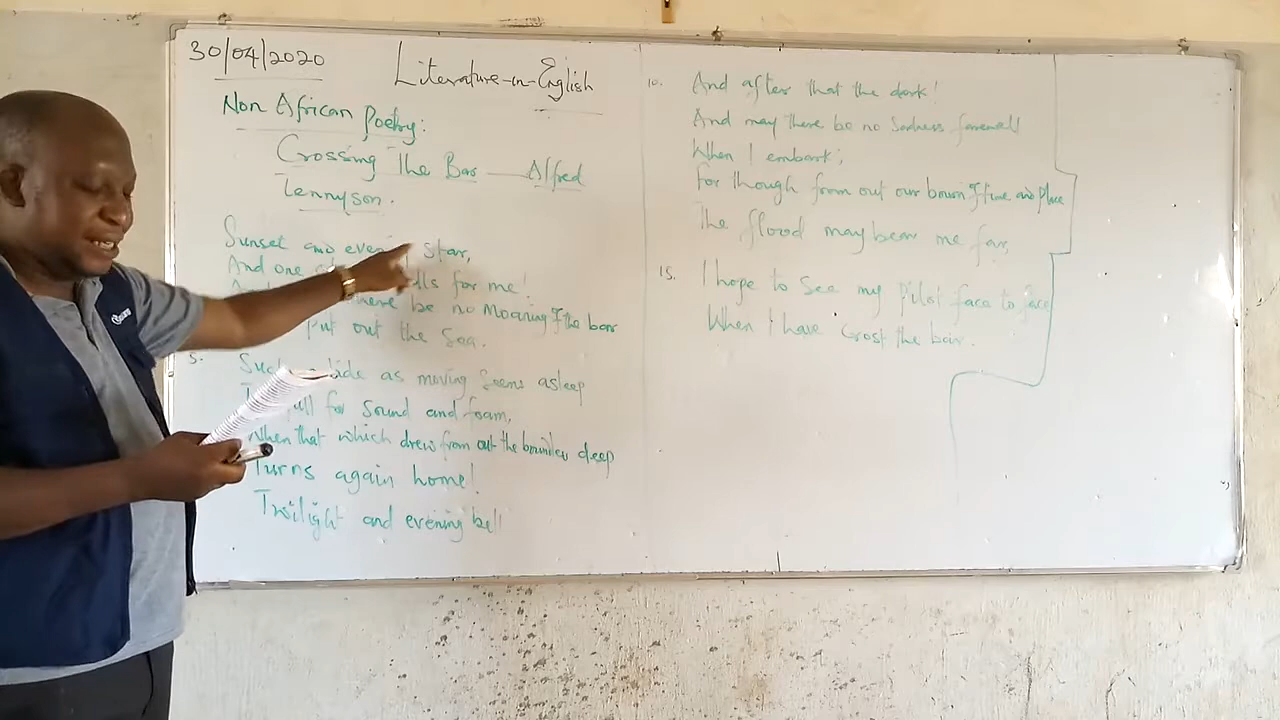 30/04/2020
Literature-in-English
Non African Poetry:
Crossing The Bar — Alfred
Tennyson.
Sunset and evening star,
And one lls for me!
there be no moaning of the bar
put out the sea.
5. Such tide as moving seems asleep
full for sound and foam,
When that which drew from out the boundless deep
Turns again home!
Twilight and evening bell
10. And after that the dark!
And may there be no sadness farewell
When I embark;
For though from out our bourn of time and place
The flood may bear me far,
15. I hope to see my Pilot face to face
When I have crost the bar.